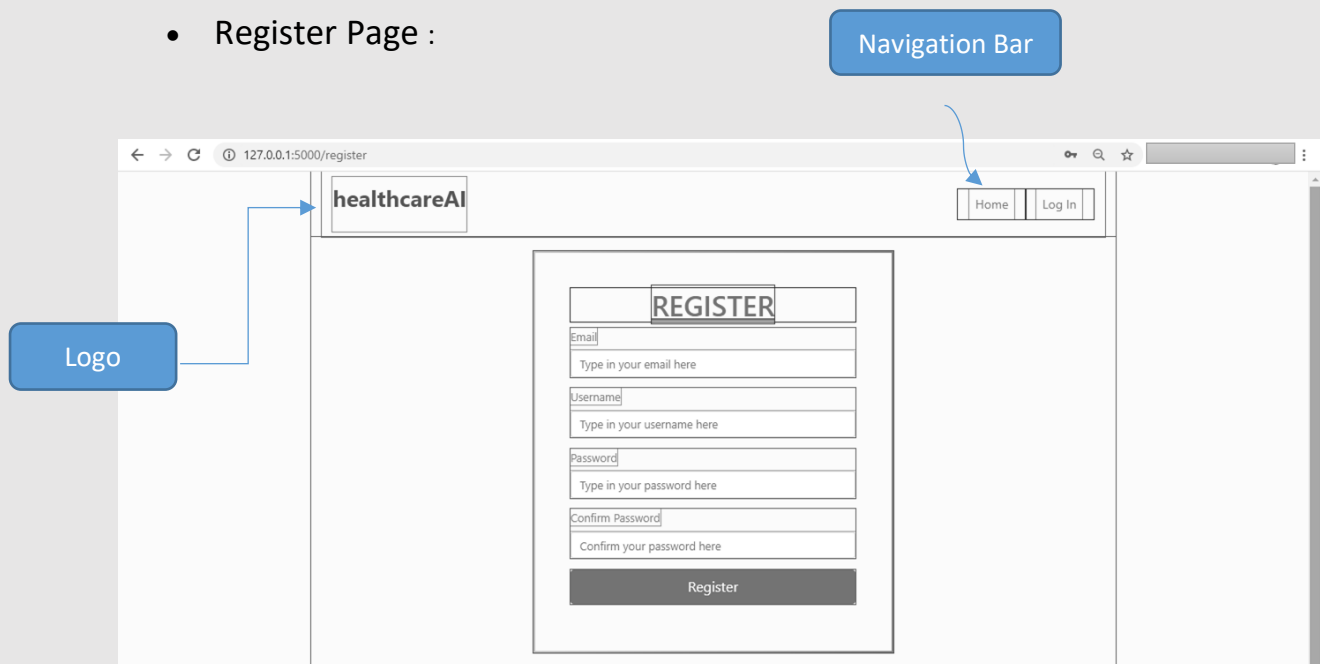 • Register Page :
Navigation Bar
127.0.0.1:5000/register
healthcareAI
Home
Log In
Logo
REGISTER
Email
Type in your email here
Username
Type in your username here
Password
Type in your password here
Confirm Password
Confirm your password here
Register